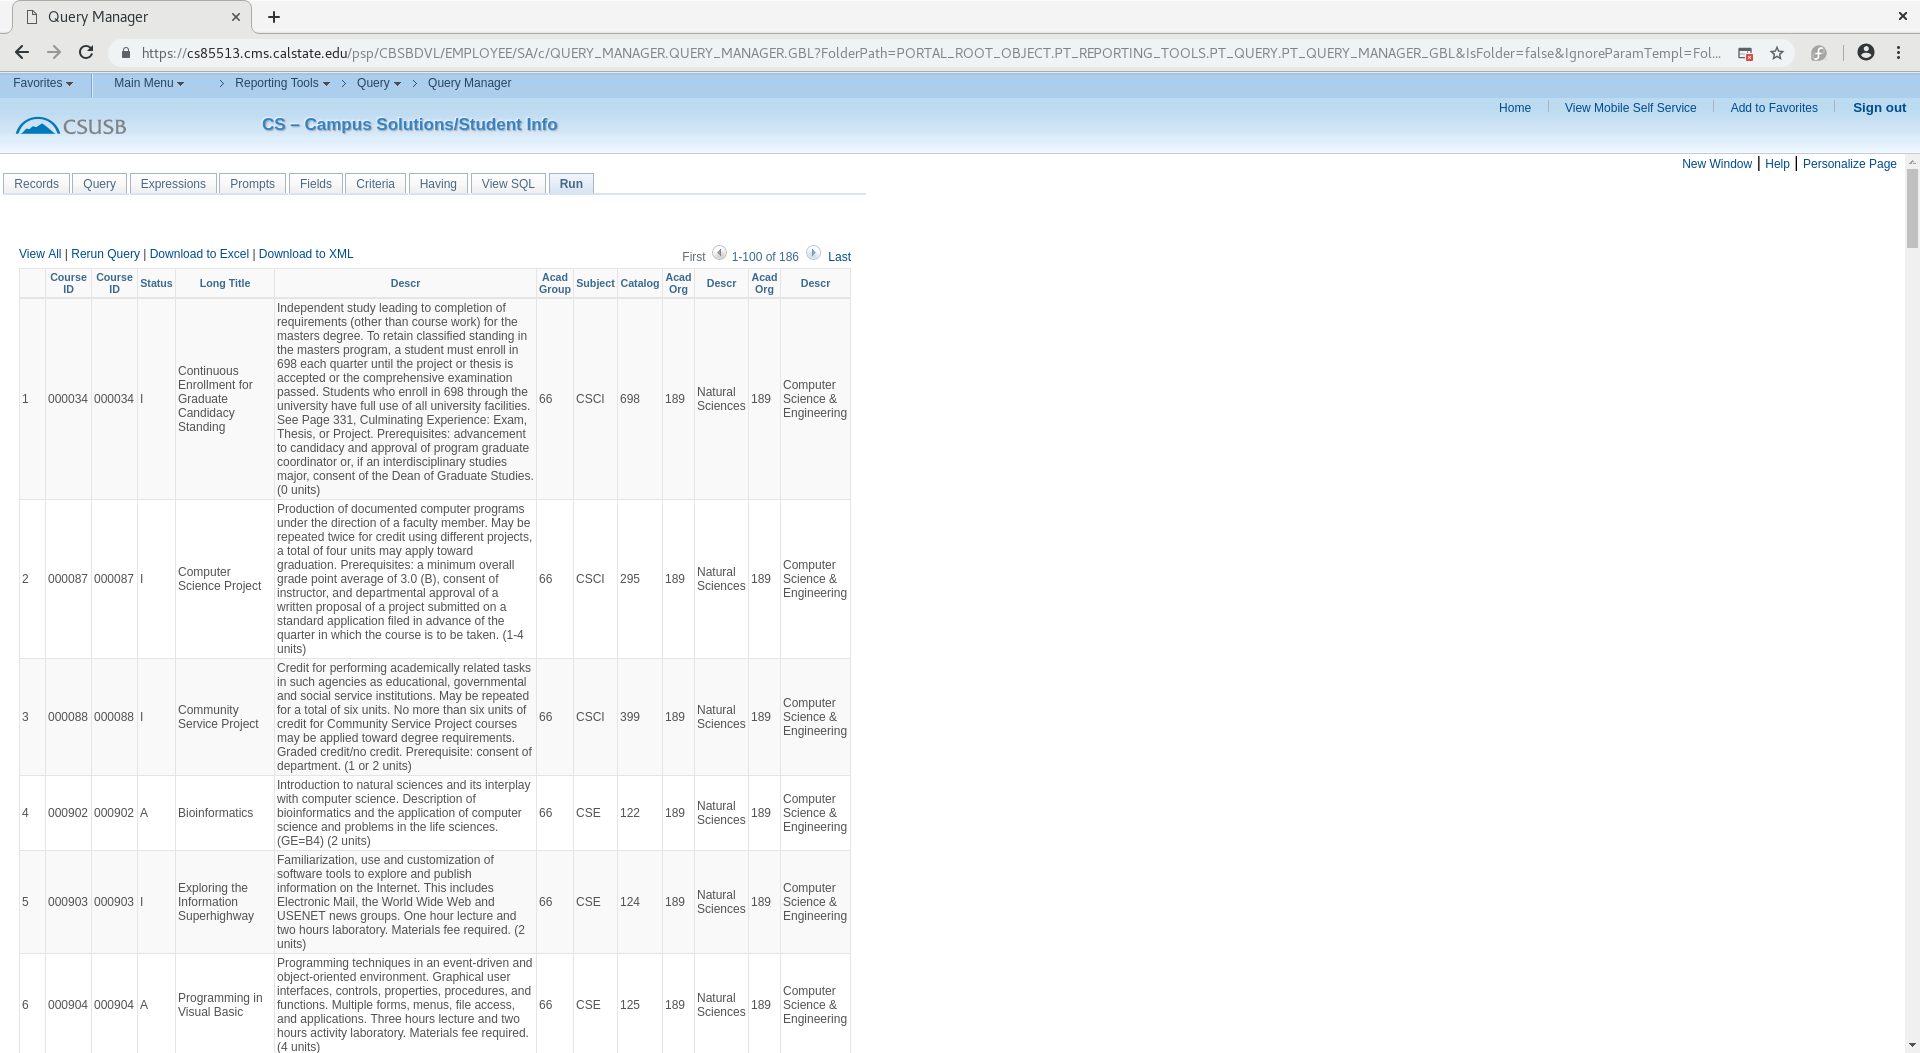 Query Manager
https://cs85513.cms.calstate.edu/psp/CBSBDVL/EMPLOYEE/SA/c/QUERY_MANAGER.QUERY_MANAGER.GBL?FolderPath=PORTAL_ROOT_OBJECT.PT_REPORTING_TOOLS.PT_QUERY.PT_QUERY_MANAGER_GBL&IsFolder=false&IgnoreParamTempl=Fol...
Favorites Main Menu Reporting Tools Query Query Manager
Home View Mobile Self Service Add to Favorites Sign out
CSUSB CS – Campus Solutions/Student Info
New Window | Help | Personalize Page
Records Query Expressions Prompts Fields Criteria Having View SQL Run
View All | Rerun Query | Download to Excel | Download to XML First 1-100 of 186 Last
Course ID Course ID Status Long Title Descr Acad Group Subject Catalog Acad Org Descr Acad Org Descr
1 000034 000034 I
Continuous
Enrollment for
Graduate
Candidacy
Standing
Independent study leading to completion of
requirements (other than course work) for the
masters degree. To retain classified standing in
the masters program, a student must enroll in
698 each quarter until the project or thesis is
accepted or the comprehensive examination
passed. Students who enroll in 698 through the
university have full use of all university facilities.
See Page 331, Culminating Experience: Exam,
Thesis, or Project. Prerequisites: advancement
to candidacy and approval of program graduate
coordinator or, if an interdisciplinary studies
major, consent of the Dean of Graduate Studies.
(0 units)
66 CSCI 698 189
Natural
Sciences
189
Computer
Science &
Engineering
2 000087 000087 I
Computer
Science Project
Production of documented computer programs
under the direction of a faculty member. May be
repeated twice for credit using different projects,
a total of four units may apply toward
graduation. Prerequisites: a minimum overall
grade point average of 3.0 (B), consent of
instructor, and departmental approval of a
written proposal of a project submitted on a
standard application filed in advance of the
quarter in which the course is to be taken. (1-4
units)
66 CSCI 295 189
Natural
Sciences
189
Computer
Science &
Engineering
3 000088 000088 I
Community
Service Project
Credit for performing academically related tasks
in such agencies as educational, governmental
and social service institutions. May be repeated
for a total of six units. No more than six units of
credit for Community Service Project courses
may be applied toward degree requirements.
Graded credit/no credit. Prerequisite: consent of
department. (1 or 2 units)
66 CSCI 399 189
Natural
Sciences
189
Computer
Science &
Engineering
4 000902 000902 A
Bioinformatics
Introduction to natural sciences and its interplay
with computer science. Description of
bioinformatics and the application of computer
science and problems in the life sciences.
(GE=B4) (2 units)
66 CSE 122 189
Natural
Sciences
189
Computer
Science &
Engineering
5 000903 000903 I
Exploring the
Information
Superhighway
Familiarization, use and customization of
software tools to explore and publish
information on the Internet. This includes
Electronic Mail, the World Wide Web and
USENET news groups. One hour lecture and
two hours laboratory. Materials fee required. (2
units)
66 CSE 124 189
Natural
Sciences
189
Computer
Science &
Engineering
6 000904 000904 A
Programming in
Visual Basic
Programming techniques in an event-driven and
object-oriented environment. Graphical user
interfaces, controls, properties, procedures, and
functions. Multiple forms, menus, file access,
and applications. Three hours lecture and two
hours activity laboratory. Materials fee required.
(4 units)
66 CSE 125 189
Natural
Sciences
189
Computer
Science &
Engineering